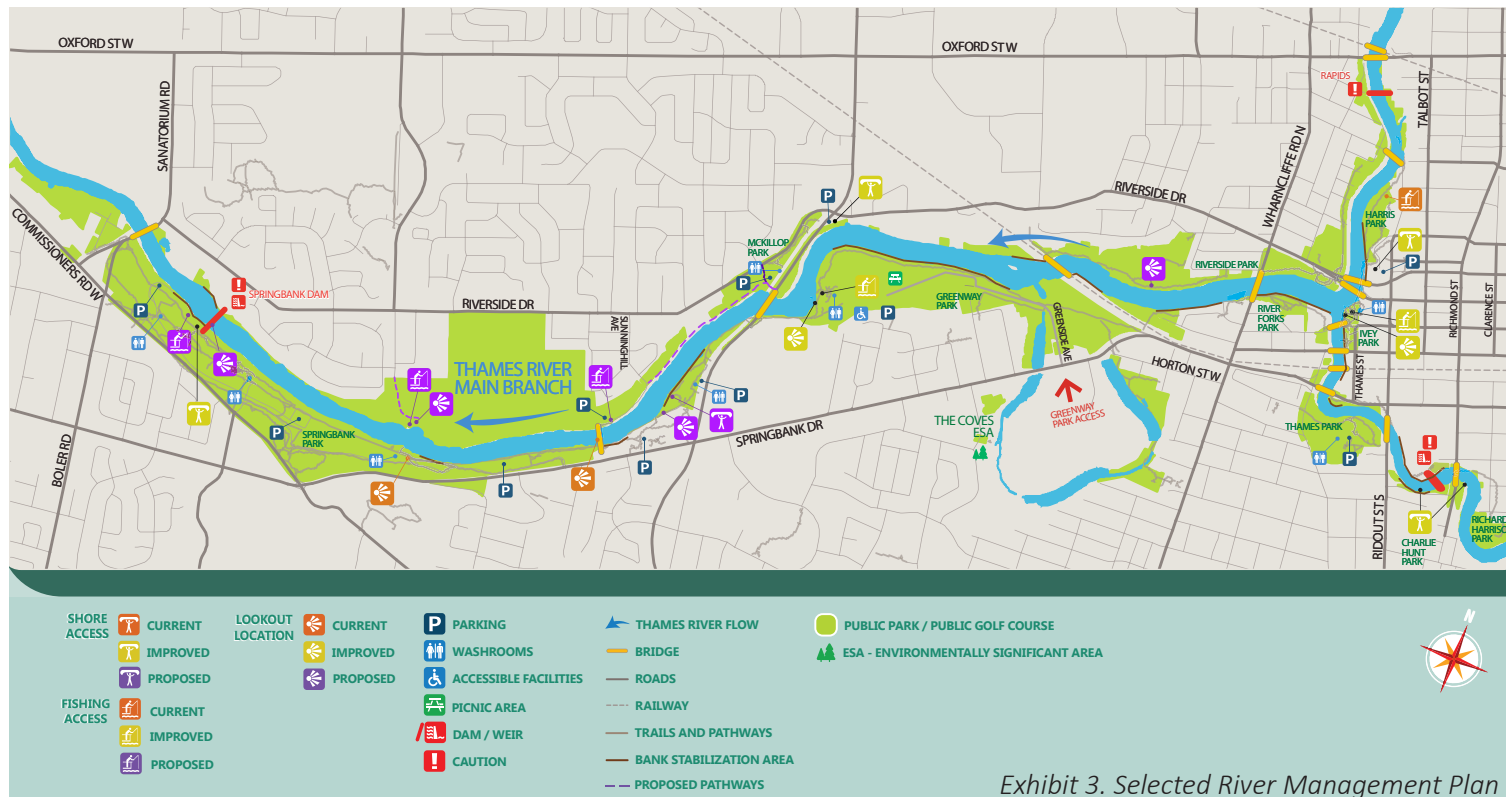 OXFORD ST W
OXFORD ST W
SANATORIUM RD
RAPIDS
TALBOT ST
WHARNCLIFFE RD N
RIVERSIDE DR
HARRIS
PARK
COMMISSIONERS RD W
MCKILLOP
PARK
P
P
P
RIVERSIDE PARK
SPRINGBANK DAM
RIVERSIDE DR
GREENWAY
PARK
P
GREENSIDE AVE
RIVER
FORKS
PARK
IVEY
PARK
RICHMOND ST
CLARENCE ST
P
SUNNINGHILL
AVE
THAMES RIVER
MAIN BRANCH
HORTON ST W
THAMES ST
P
P
GREENWAY
PARK ACCESS
THE COVES
ESA
SPRINGBANK DR
THAMES PARK
P
SPRINGBANK
PARK
BOLER RD
P
P
P
RIDOUT ST S
CHARLIE
HUNT
PARK
RICHARD
HARRISON
PARK
SHORE
ACCESS
CURRENT
IMPROVED
PROPOSED
FISHING
ACCESS
CURRENT
IMPROVED
PROPOSED
LOOKOUT
LOCATION
CURRENT
IMPROVED
PROPOSED
P PARKING
WASHROOMS
ACCESSIBLE FACILITIES
PICNIC AREA
DAM / WEIR
! CAUTION
THAMES RIVER FLOW
BRIDGE
ROADS
RAILWAY
TRAILS AND PATHWAYS
BANK STABILIZATION AREA
PROPOSED PATHWAYS
PUBLIC PARK / PUBLIC GOLF COURSE
ESA - ENVIRONMENTALLY SIGNIFICANT AREA
N
Exhibit 3. Selected River Management Plan